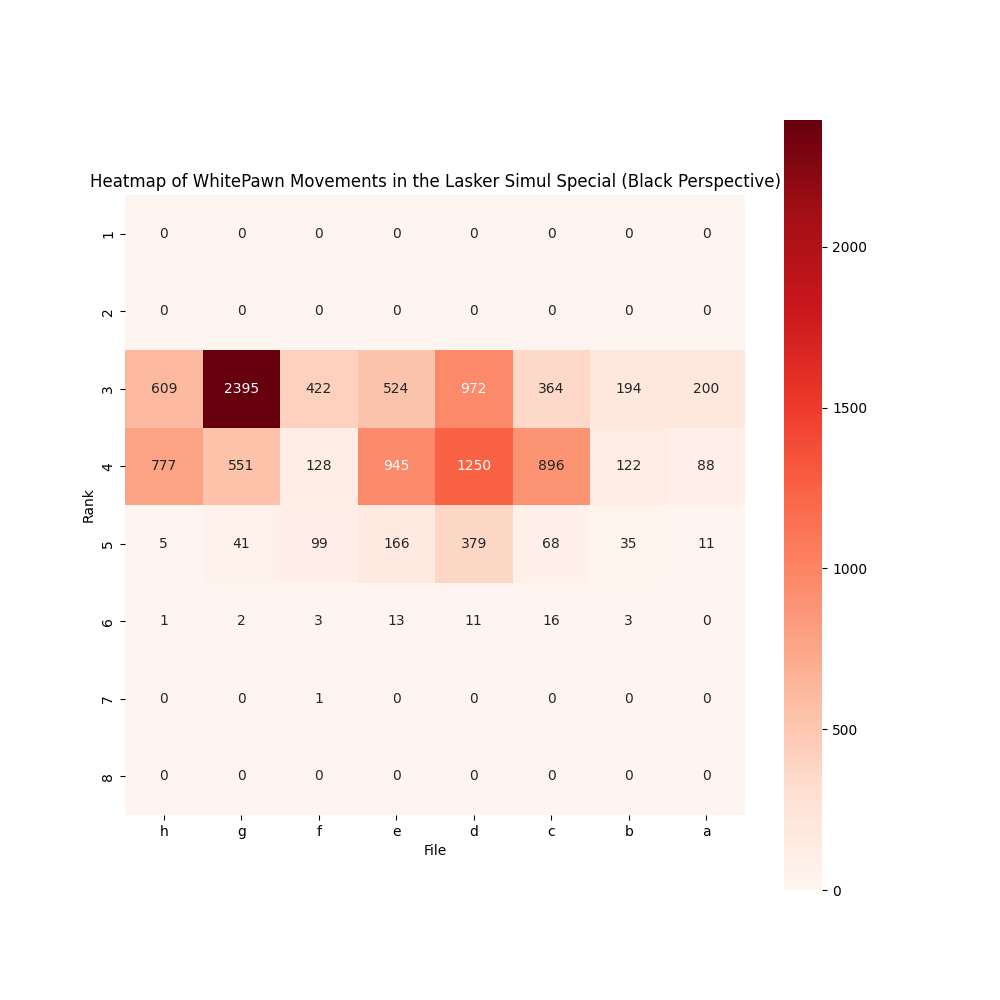 Heatmap of WhitePawn Movements in the Lasker Simul Special (Black Perspective)
1 0 0 0 0 0 0 0 0
2 0 0 0 0 0 0 0 0
3 609 2395 422 524 972 364 194 200
4 777 551 128 945 1250 896 122 88
5 5 41 99 166 379 68 35 11
6 1 2 3 13 11 16 3 0
7 0 0 1 0 0 0 0 0
8 0 0 0 0 0 0 0 0
Rank
h g f e d c b a
File
2000
1500
1000
500
0